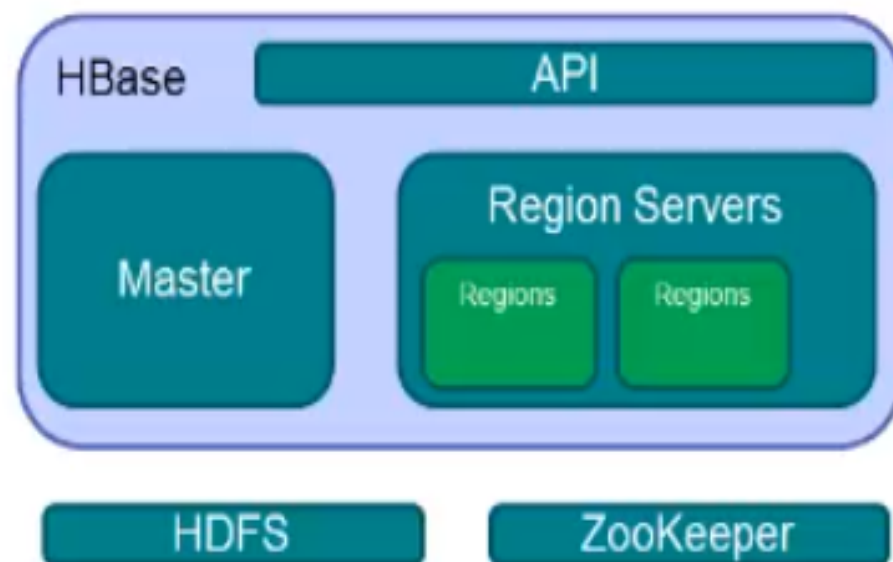 HBase
API
Master
Region Servers
Regions
Regions
HDFS
ZooKeeper